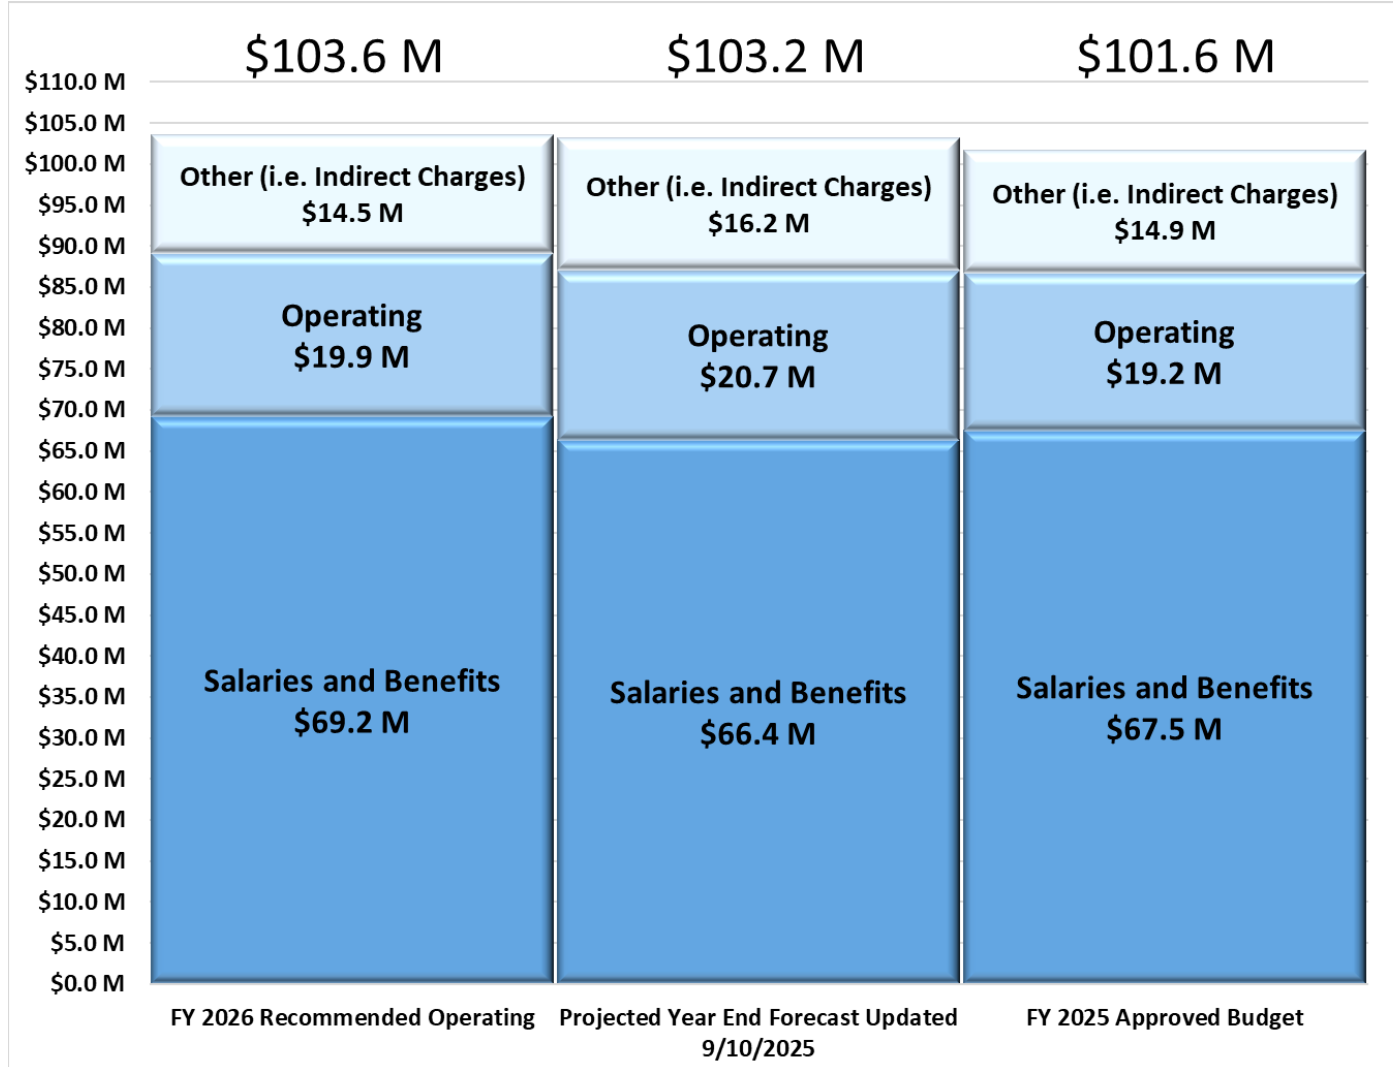 $103.6 M
$103.2 M
$101.6 M
$110.0 M
$105.0 M
$100.0 M
$95.0 M
$90.0 M
$85.0 M
$80.0 M
$75.0 M
$70.0 M
$65.0 M
$60.0 M
$55.0 M
$50.0 M
$45.0 M
$40.0 M
$35.0 M
$30.0 M
$25.0 M
$20.0 M
$15.0 M
$10.0 M
$5.0 M
$0.0 M
Other (i.e. Indirect Charges)
$14.5 M
Operating
$19.9 M
Salaries and Benefits
$69.2 M
Other (i.e. Indirect Charges)
$16.2 M
Operating
$20.7 M
Salaries and Benefits
$66.4 M
Other (i.e. Indirect Charges)
$14.9 M
Operating
$19.2 M
Salaries and Benefits
$67.5 M
FY 2026 Recommended Operating
Projected Year End Forecast Updated
9/10/2025
FY 2025 Approved Budget